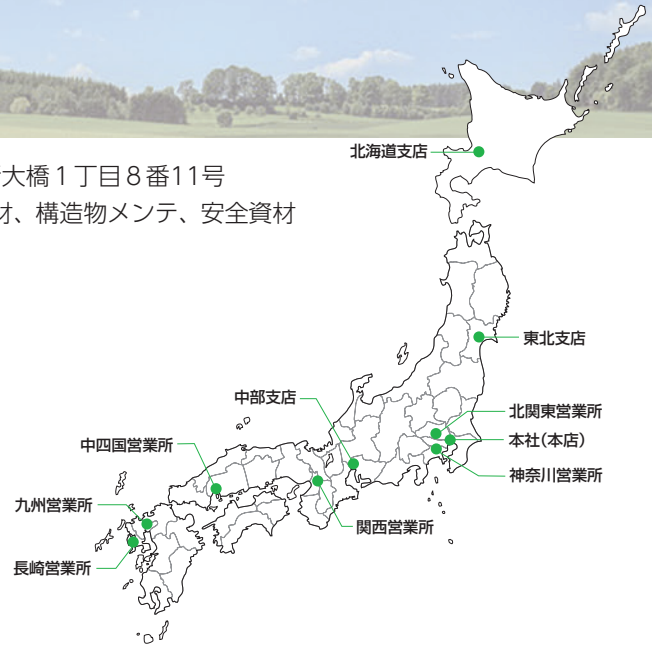 大橋1丁目8番11号
材、構造物メンテ、安全資材
北海道支店
東北支店
中部支店
北関東営業所
本社(本店)
中四国営業所
神奈川営業所
九州営業所
関西営業所
長崎営業所